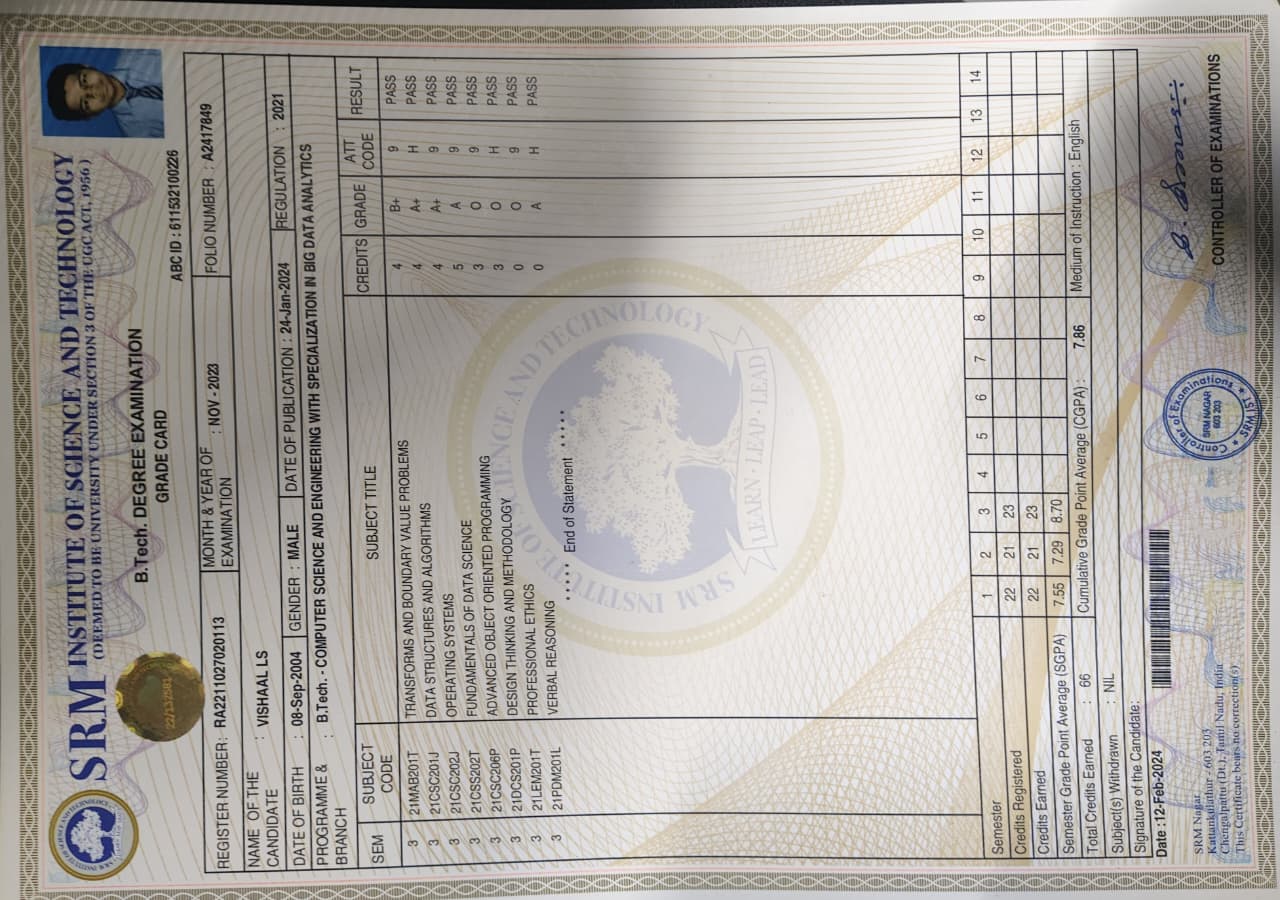 SRM INSTITUTE OF SCIENCE AND TECHNOLOGY
(DEEMED TO BE UNIVERSITY UNDER SECTION 3 OF THE UGC ACT, 1956 )
22/132581
B.Tech. DEGREE EXAMINATION
GRADE CARD
ABC ID : 611532100226
REGISTER NUMBER: RA2211027020113 MONTH & YEAR OF EXAMINATION : NOV - 2023 FOLIO NUMBER : A2417849
NAME OF THE CANDIDATE : VISHAAL LS
DATE OF BIRTH : 08-Sep-2004 GENDER : MALE DATE OF PUBLICATION : 24-Jan-2024 REGULATION : 2021
PROGRAMME & BRANCH : B.Tech. - COMPUTER SCIENCE AND ENGINEERING WITH SPECIALIZATION IN BIG DATA ANALYTICS
SEM SUBJECT CODE SUBJECT TITLE CREDITS GRADE ATT CODE RESULT
3 21MAB201T TRANSFORMS AND BOUNDARY VALUE PROBLEMS 4 B+ 9 PASS
3 21CSC201J DATA STRUCTURES AND ALGORITHMS 4 A+ H PASS
3 21CSC202J OPERATING SYSTEMS 4 A+ 9 PASS
3 21CSS202T FUNDAMENTALS OF DATA SCIENCE 5 A 9 PASS
3 21CSC206P ADVANCED OBJECT ORIENTED PROGRAMMING 3 O 9 PASS
3 21DCS201P DESIGN THINKING AND METHODOLOGY 3 O H PASS
3 21LEM201T PROFESSIONAL ETHICS 0 O 9 PASS
3 21PDM201L VERBAL REASONING 0 A H PASS
* * * * * End of Statement * * * * *
SRM INSTITUTE OF SCIENCE AND TECHNOLOGY
LEARN · LEAP · LEAD
Semester 1 2 3 4 5 6 7 8 9 10 11 12 13 14
Credits Registered 22 21 23
Credits Earned 22 21 23
Semester Grade Point Average (SGPA) 7.55 7.29 8.70
Total Credits Earned : 66 Cumulative Grade Point Average (CGPA) : 7.86 Medium of Instruction : English
Subject(s) Withdrawn : NIL
Signature of the Candidate:
Date :12-Feb-2024
SRM Nagar
Kattankulathur - 603 203
Chengalpattu (Dt.), Tamil Nadu, India
This Certificate bears no correction(s)
Controller of Examinations
SRM NAGAR
603 203
* SRM IST *
CONTROLLER OF EXAMINATIONS